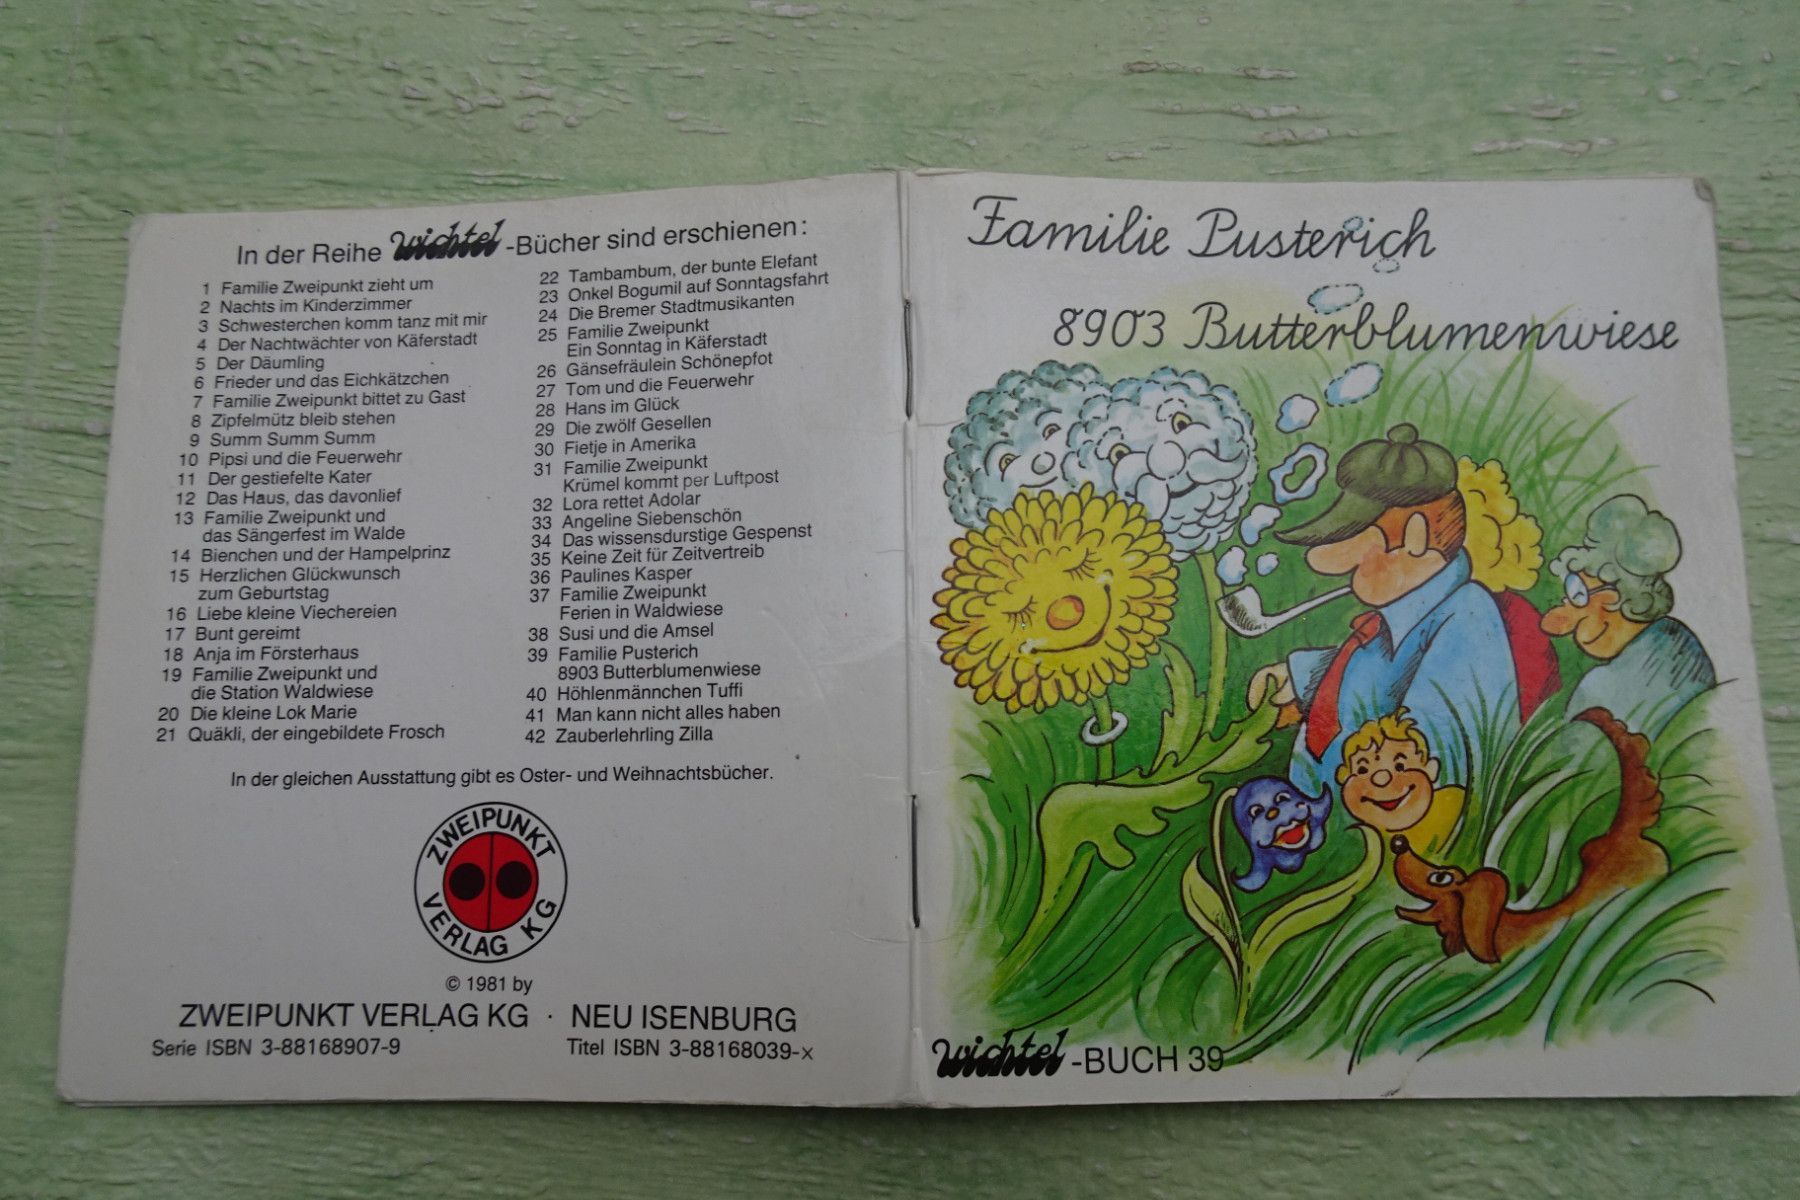 In der Reihe Wichtel-Bücher sind erschienen:
1 Familie Zweipunkt zieht um
2 Nachts im Kinderzimmer
3 Schwesterchen komm tanz mit mir
4 Der Nachtwächter von Käferstadt
5 Der Däumling
6 Frieder und das Eichkätzchen
7 Familie Zweipunkt bittet zu Gast
8 Zipfelmütz bleib stehen
9 Summ Summ Summ
10 Pipsi und die Feuerwehr
11 Der gestiefelte Kater
12 Das Haus, das davonlief
13 Familie Zweipunkt und
das Sängerfest im Walde
14 Bienchen und der Hampelprinz
15 Herzlichen Glückwunsch
zum Geburtstag
16 Liebe kleine Viechereien
17 Bunt gereimt
18 Anja im Försterhaus
19 Familie Zweipunkt und
die Station Waldwiese
20 Die kleine Lok Marie
21 Quäkli, der eingebildete Frosch
22 Tambambum, der bunte Elefant
23 Onkel Bogumil auf Sonntagsfahrt
24 Die Bremer Stadtmusikanten
25 Familie Zweipunkt
Ein Sonntag in Käferstadt
26 Gänsefräulein Schönepfot
27 Tom und die Feuerwehr
28 Hans im Glück
29 Die zwölf Gesellen
30 Fietje in Amerika
31 Familie Zweipunkt
Krümel kommt per Luftpost
32 Lora rettet Adolar
33 Angeline Siebenschön
34 Das wissensdurstige Gespenst
35 Keine Zeit für Zeitvertreib
36 Paulines Kasper
37 Familie Zweipunkt
Ferien in Waldwiese
38 Susi und die Amsel
39 Familie Pusterich
8903 Butterblumenwiese
40 Höhlenmännchen Tuffi
41 Man kann nicht alles haben
42 Zauberlehrling Zilla
In der gleichen Ausstattung gibt es Oster- und Weihnachtsbücher.
ZWEIPUNKT
VERLAG KG
© 1981 by
ZWEIPUNKT VERLAG KG · NEU ISENBURG
Serie ISBN 3-88168907-9 Titel ISBN 3-88168039-x
Familie Pusterich
8903 Butterblumenwiese
Wichtel-BUCH 39